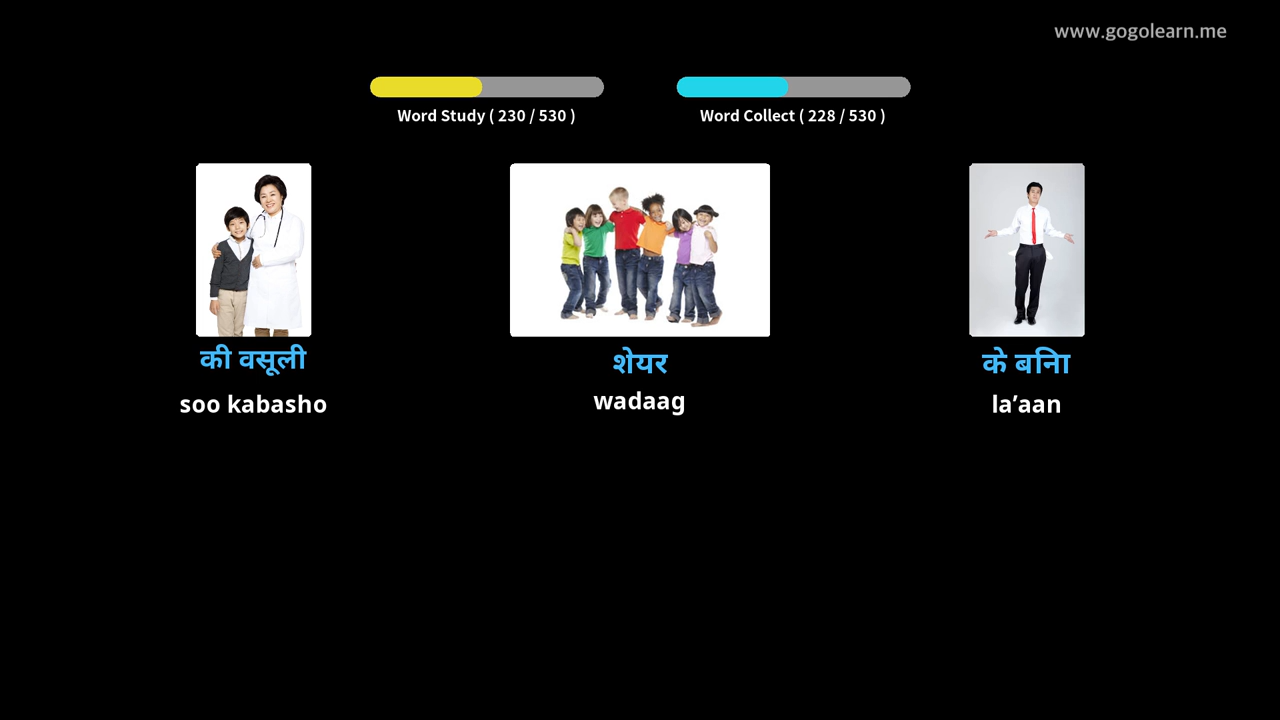 www.gogolearn.me
Word Study ( 230 / 530 )
Word Collect ( 228 / 530 )
की वसूली
शेयर
के बिना
soo kabasho
wadaag
la’aan